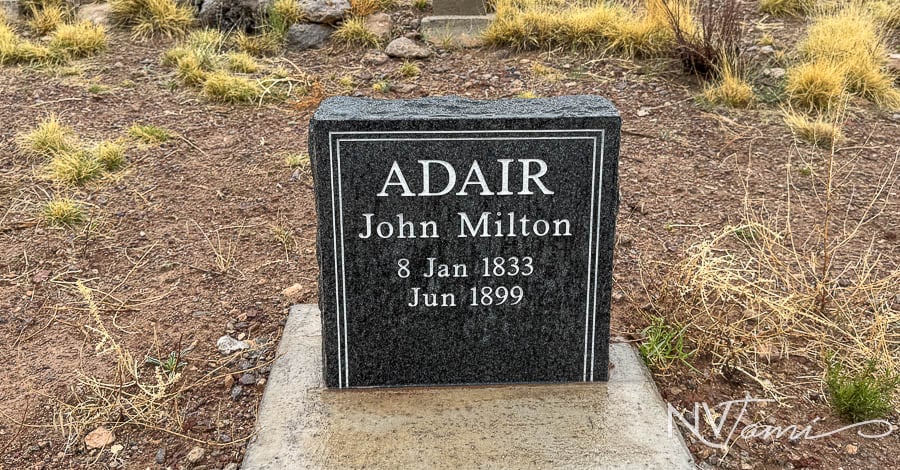 ADAIR
John Milton
8 Jan 1833
Jun 1899
NVTami